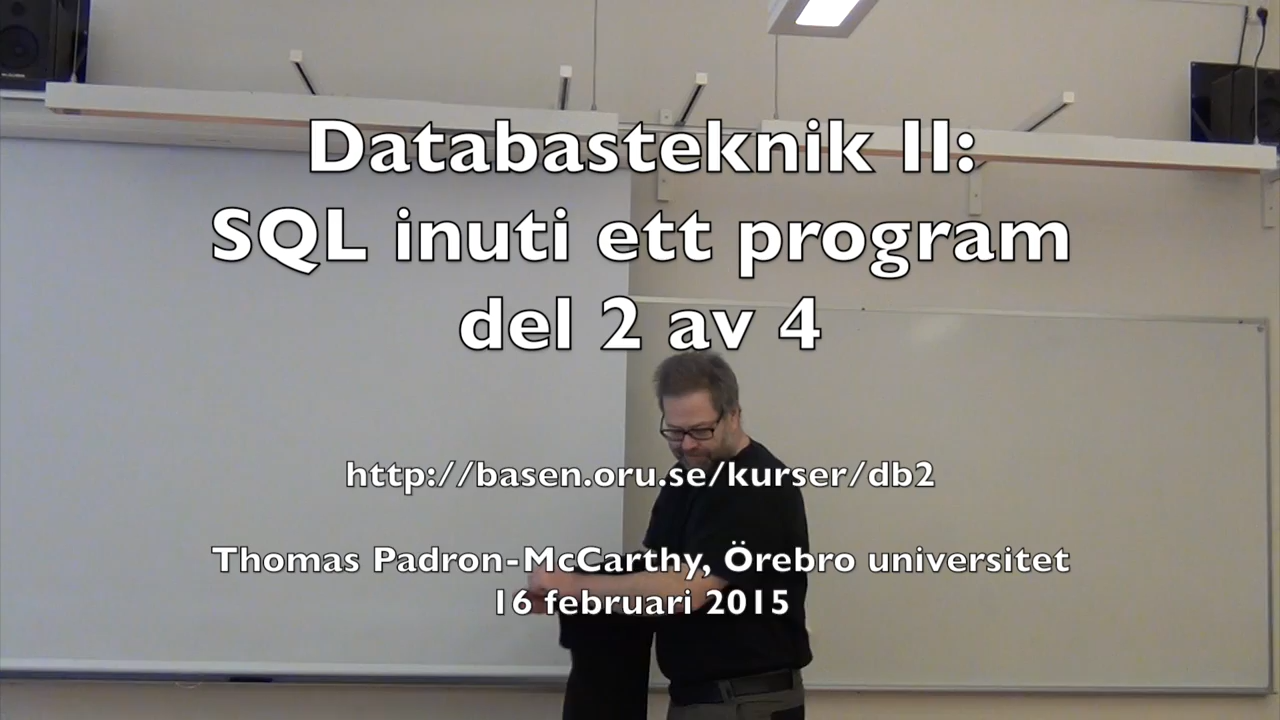 Databasteknik II:
SQL inuti ett program
del 2 av 4
http://basen.oru.se/kurser/db2
Thomas Padron-McCarthy, Örebro universitet
16 februari 2015